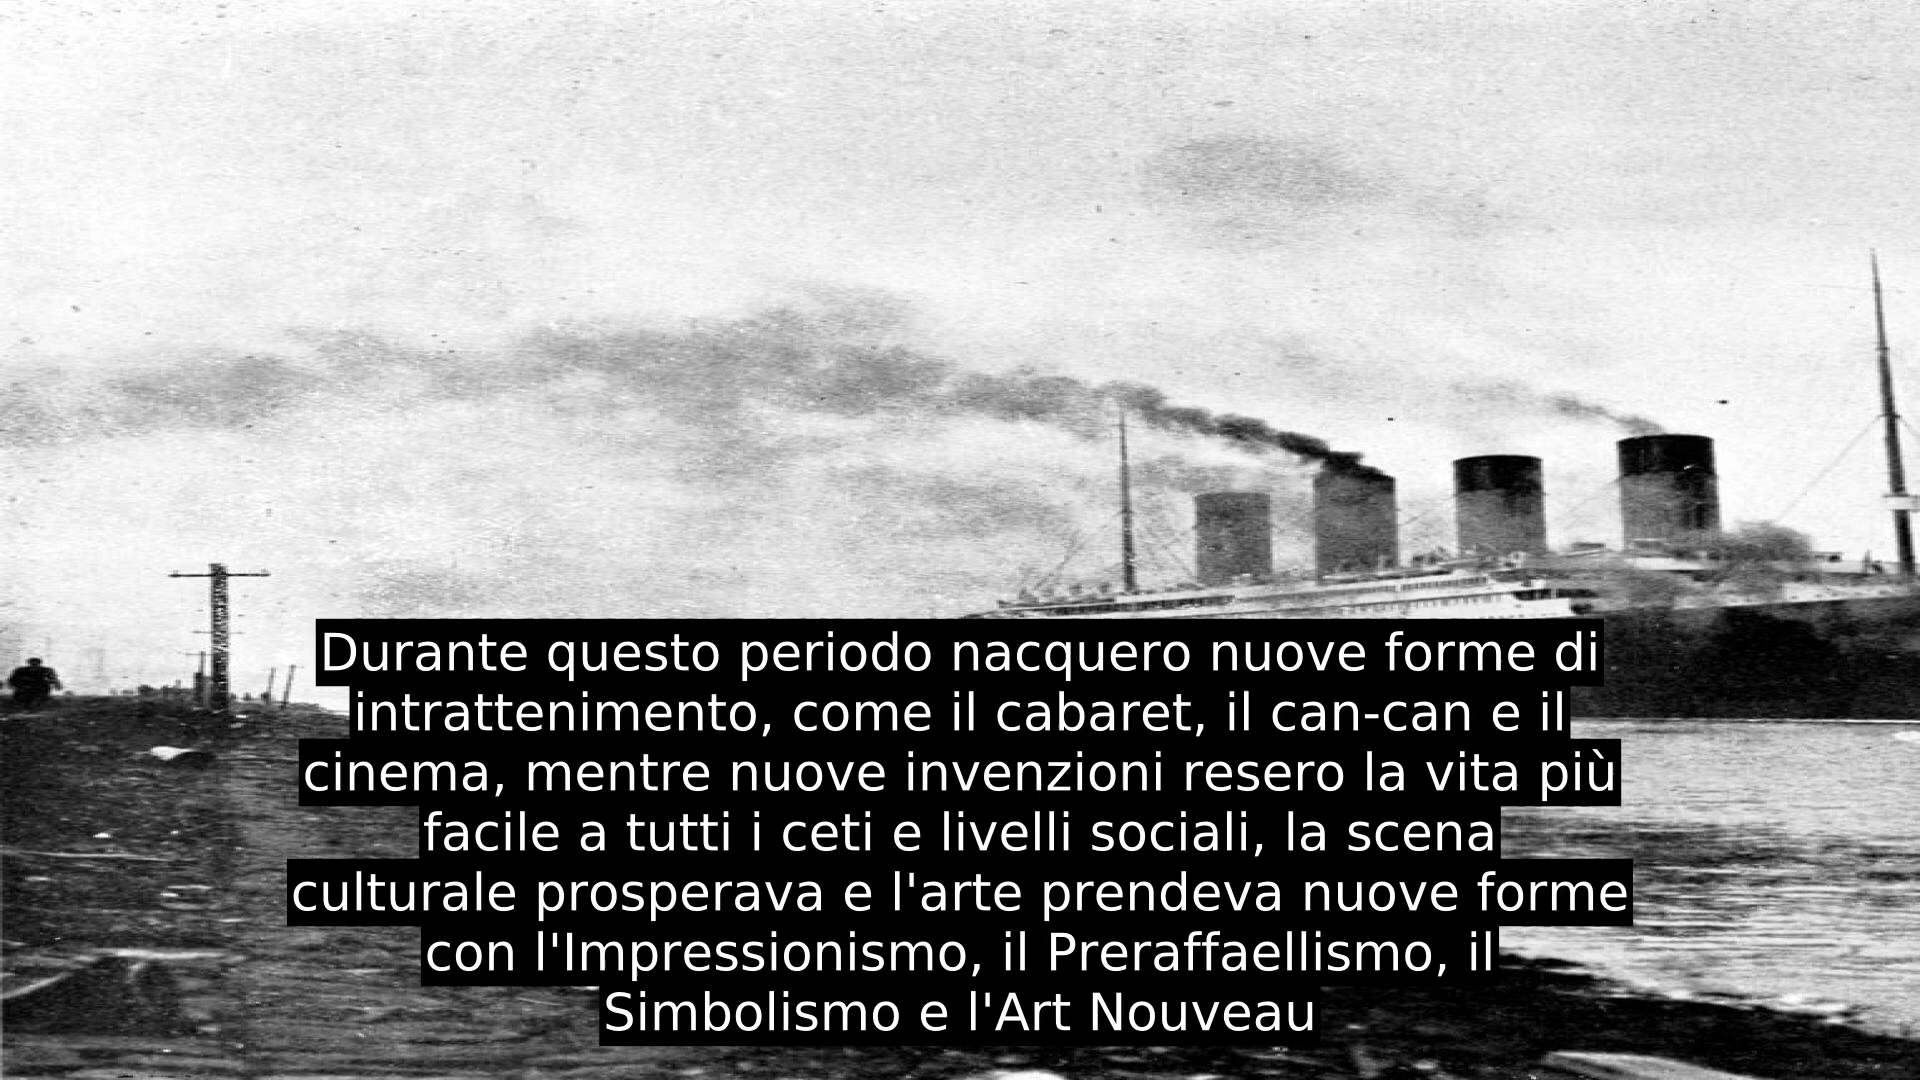 Durante questo periodo nacquero nuove forme di
intrattenimento, come il cabaret, il can-can e il
cinema, mentre nuove invenzioni resero la vita più
facile a tutti i ceti e livelli sociali, la scena
culturale prosperava e l'arte prendeva nuove forme
con l'Impressionismo, il Preraffaellismo, il
Simbolismo e l'Art Nouveau